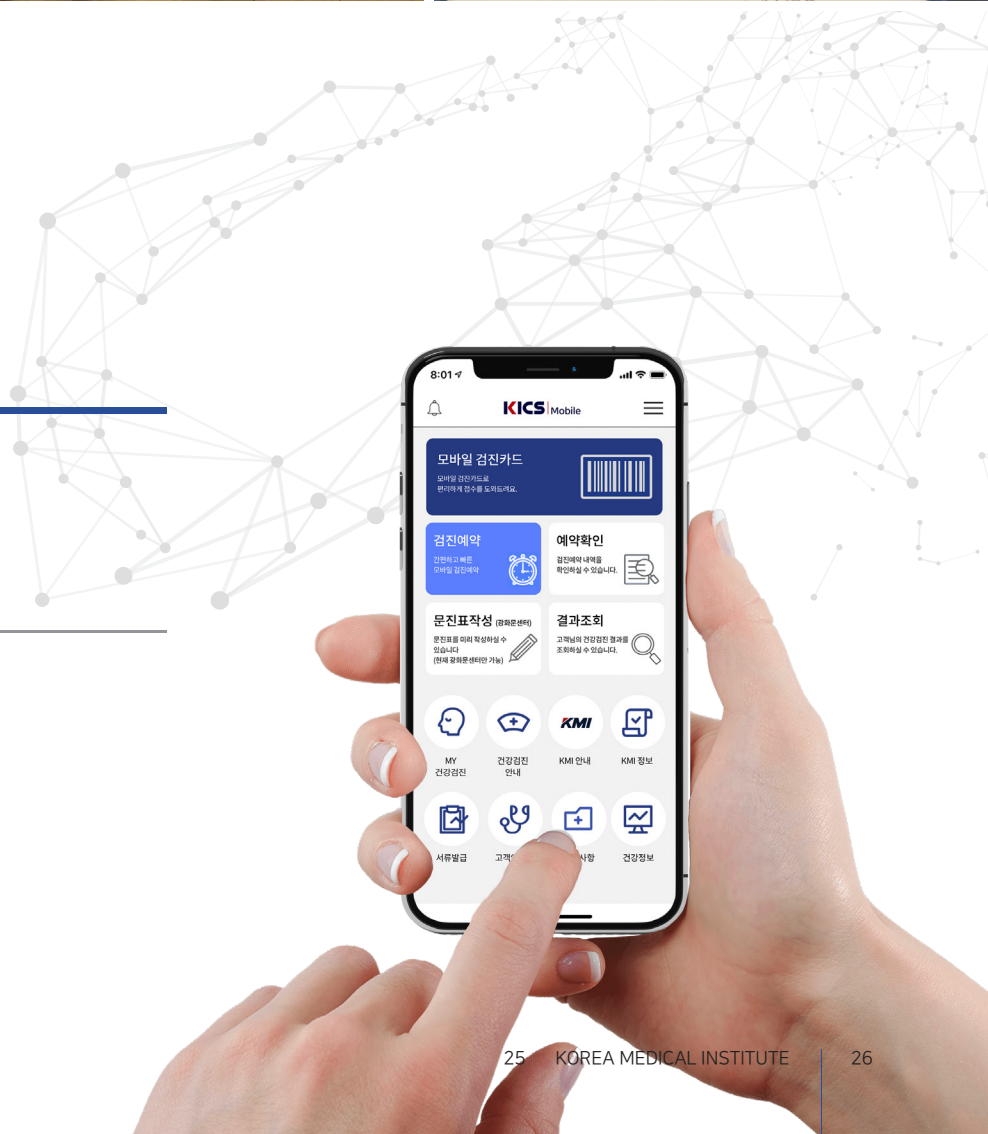 8:01
KICS Mobile
모바일 검진카드
모바일 검진카드로
편리하게 접수를 도와드려요.
검진예약
간편하고 빠른
모바일 검진예약
예약확인
검진예약 내역을
확인하실 수 있습니다.
문진표작성 (광화문센터)
문진표를 미리 작성하실 수
있습니다
(현재 광화문센터만 가능)
결과조회
고객님의 건강검진 결과를
조회하실 수 있습니다.
MY
건강검진
건강검진
안내
KMI
KMI 안내
KMI 정보
서류발급
건강정보
25 KOREA MEDICAL INSTITUTE 26